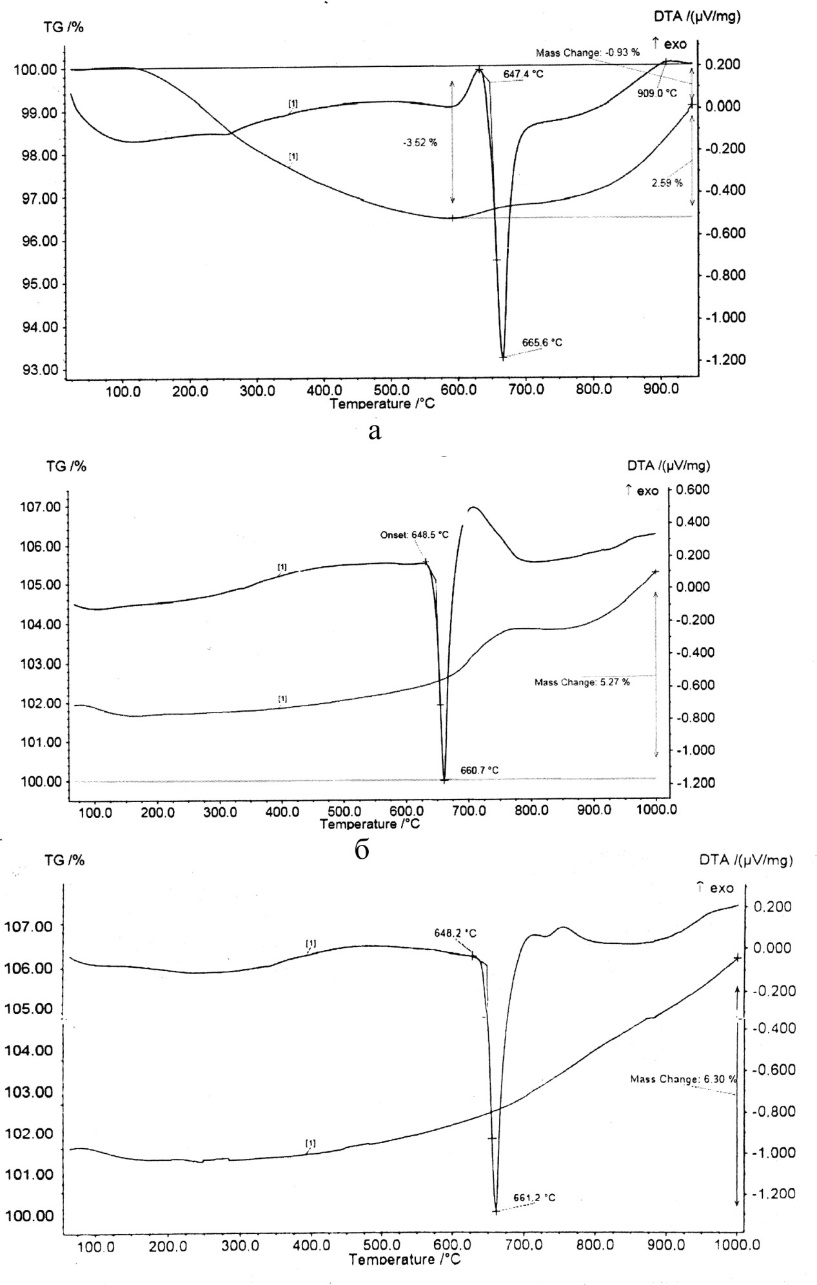 TG /%
DTA /(µV/mg)
↑ exo
Mass Change: -0.93 %
100.00
0.200
647.4 °C
909.0 °C
99.00
[1]
0.000
-3.52 %
98.00
[1]
-0.200
2.59 %
97.00
-0.400
96.00
-0.600
95.00
-0.800
94.00
-1.000
665.6 °C
93.00
-1.200
100.0 200.0 300.0 400.0 500.0 600.0 700.0 800.0 900.0
Temperature /°C
а
TG /%
DTA /(µV/mg)
↑ exo
0.600
107.00
0.400
Onset: 648.5 °C
106.00
0.200
[1]
105.00
0.000
104.00
-0.200
103.00
-0.400
Mass Change: 5.27 %
-0.600
[1]
102.00
-0.800
101.00
-1.000
660.7 °C
100.00
-1.200
100.0 200.0 300.0 400.0 500.0 600.0 700.0 800.0 900.0 1000.0
Temperature /°C
б
TG /%
DTA /(µV/mg)
↑ exo
0.200
107.00
648.2 °C
[1]
0.000
106.00
-0.200
105.00
-0.400
104.00
-0.600
Mass Change: 6.30 %
103.00
-0.800
102.00
[1]
-1.000
101.00
661.2 °C
-1.200
100.00
100.0 200.0 300.0 400.0 500.0 600.0 700.0 800.0 900.0 1000.0
Temperature /°C